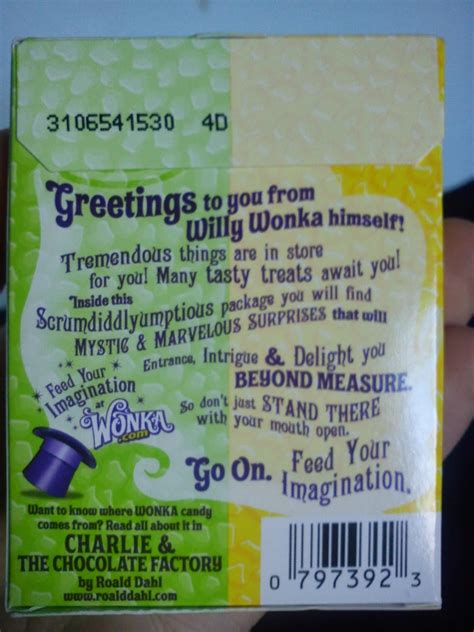 3106541530 4D
Greetings to you from
Willy Wonka himself!
Tremendous things are in store
for you! Many tasty treats await you!
Inside this
Scrumdiddlyumptious package you will find
MYSTIC & MARVELOUS SURPRISES that will
Entrance, Intrigue & Delight you
BEYOND MEASURE.
Feed Your
Imagination
at
WONKA
.com
So don't just STAND THERE
with your mouth open.
Go On. Feed Your
Imagination.
Want to know where WONKA candy
comes from? Read all about it in
CHARLIE &
THE CHOCOLATE FACTORY
by Roald Dahl
www.roalddahl.com
0 797392 3